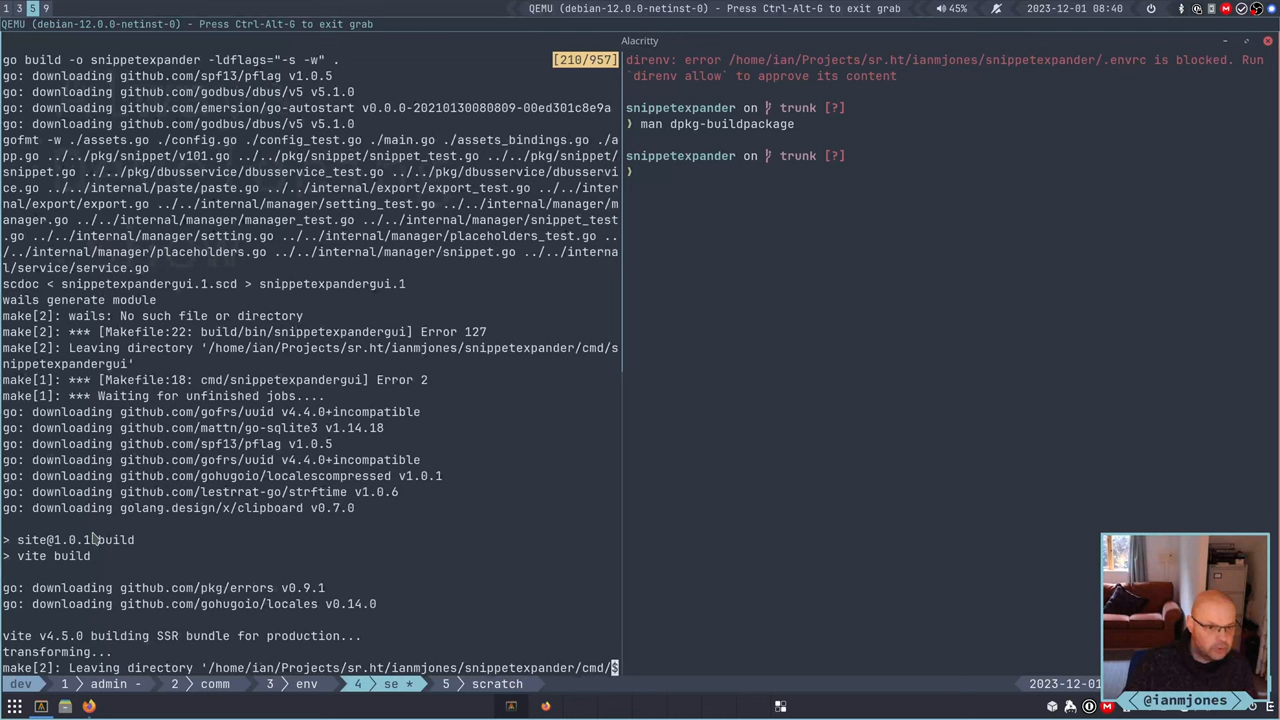 1 3 5 9
QEMU (debian-12.0.0-netinst-0) - Press Ctrl-Alt-G to exit grab
45%
2023-12-01 08:40
QEMU (debian-12.0.0-netinst-0) - Press Ctrl-Alt-G to exit grab
Alacritty
go build -o snippetexpander -ldflags="-s -w" .
[210/957]
go: downloading github.com/spf13/pflag v1.0.5
go: downloading github.com/godbus/dbus/v5 v5.1.0
go: downloading github.com/emersion/go-autostart v0.0.0-20210130080809-00ed301c8e9a
go: downloading github.com/godbus/dbus/v5 v5.1.0
gofmt -w ./assets.go ./config.go ./config_test.go ./main.go ./assets_bindings.go ./a
pp.go ../../pkg/snippet/v101.go ../../pkg/snippet/snippet_test.go ../../pkg/snippet/
snippet.go ../../pkg/dbusservice/dbusservice_test.go ../../pkg/dbusservice/dbusservi
ce.go ../../internal/paste/paste.go ../../internal/export/export_test.go ../../inter
nal/export/export.go ../../internal/manager/setting_test.go ../../internal/manager/m
anager.go ../../internal/manager/manager_test.go ../../internal/manager/snippet_test
.go ../../internal/manager/setting.go ../../internal/manager/placeholders_test.go ..
/../internal/manager/placeholders.go ../../internal/manager/snippet.go ../../interna
l/service/service.go
scdoc < snippetexpandergui.1.scd > snippetexpandergui.1
wails generate module
make[2]: wails: No such file or directory
make[2]: *** [Makefile:22: build/bin/snippetexpandergui] Error 127
make[2]: Leaving directory '/home/ian/Projects/sr.ht/ianmjones/snippetexpander/cmd/s
nippetexpandergui'
make[1]: *** [Makefile:18: cmd/snippetexpandergui] Error 2
make[1]: *** Waiting for unfinished jobs....
go: downloading github.com/gofrs/uuid v4.4.0+incompatible
go: downloading github.com/mattn/go-sqlite3 v1.14.18
go: downloading github.com/spf13/pflag v1.0.5
go: downloading github.com/gofrs/uuid v4.4.0+incompatible
go: downloading github.com/gohugoio/localescompressed v1.0.1
go: downloading github.com/lestrrat-go/strftime v1.0.6
go: downloading golang.design/x/clipboard v0.7.0
> site@1.0.1 build
> vite build
go: downloading github.com/pkg/errors v0.9.1
go: downloading github.com/gohugoio/locales v0.14.0
vite v4.5.0 building SSR bundle for production...
transforming...
make[2]: Leaving directory '/home/ian/Projects/sr.ht/ianmjones/snippetexpander/cmd/s
direnv: error /home/ian/Projects/sr.ht/ianmjones/snippetexpander/.envrc is blocked. Run
`direnv allow` to approve its content
snippetexpander on trunk [?]
❯ man dpkg-buildpackage
snippetexpander on trunk [?]
❯
dev 1 admin - 2 comm 3 env 4 se * 5 scratch
2023-12-01
@ianmjones